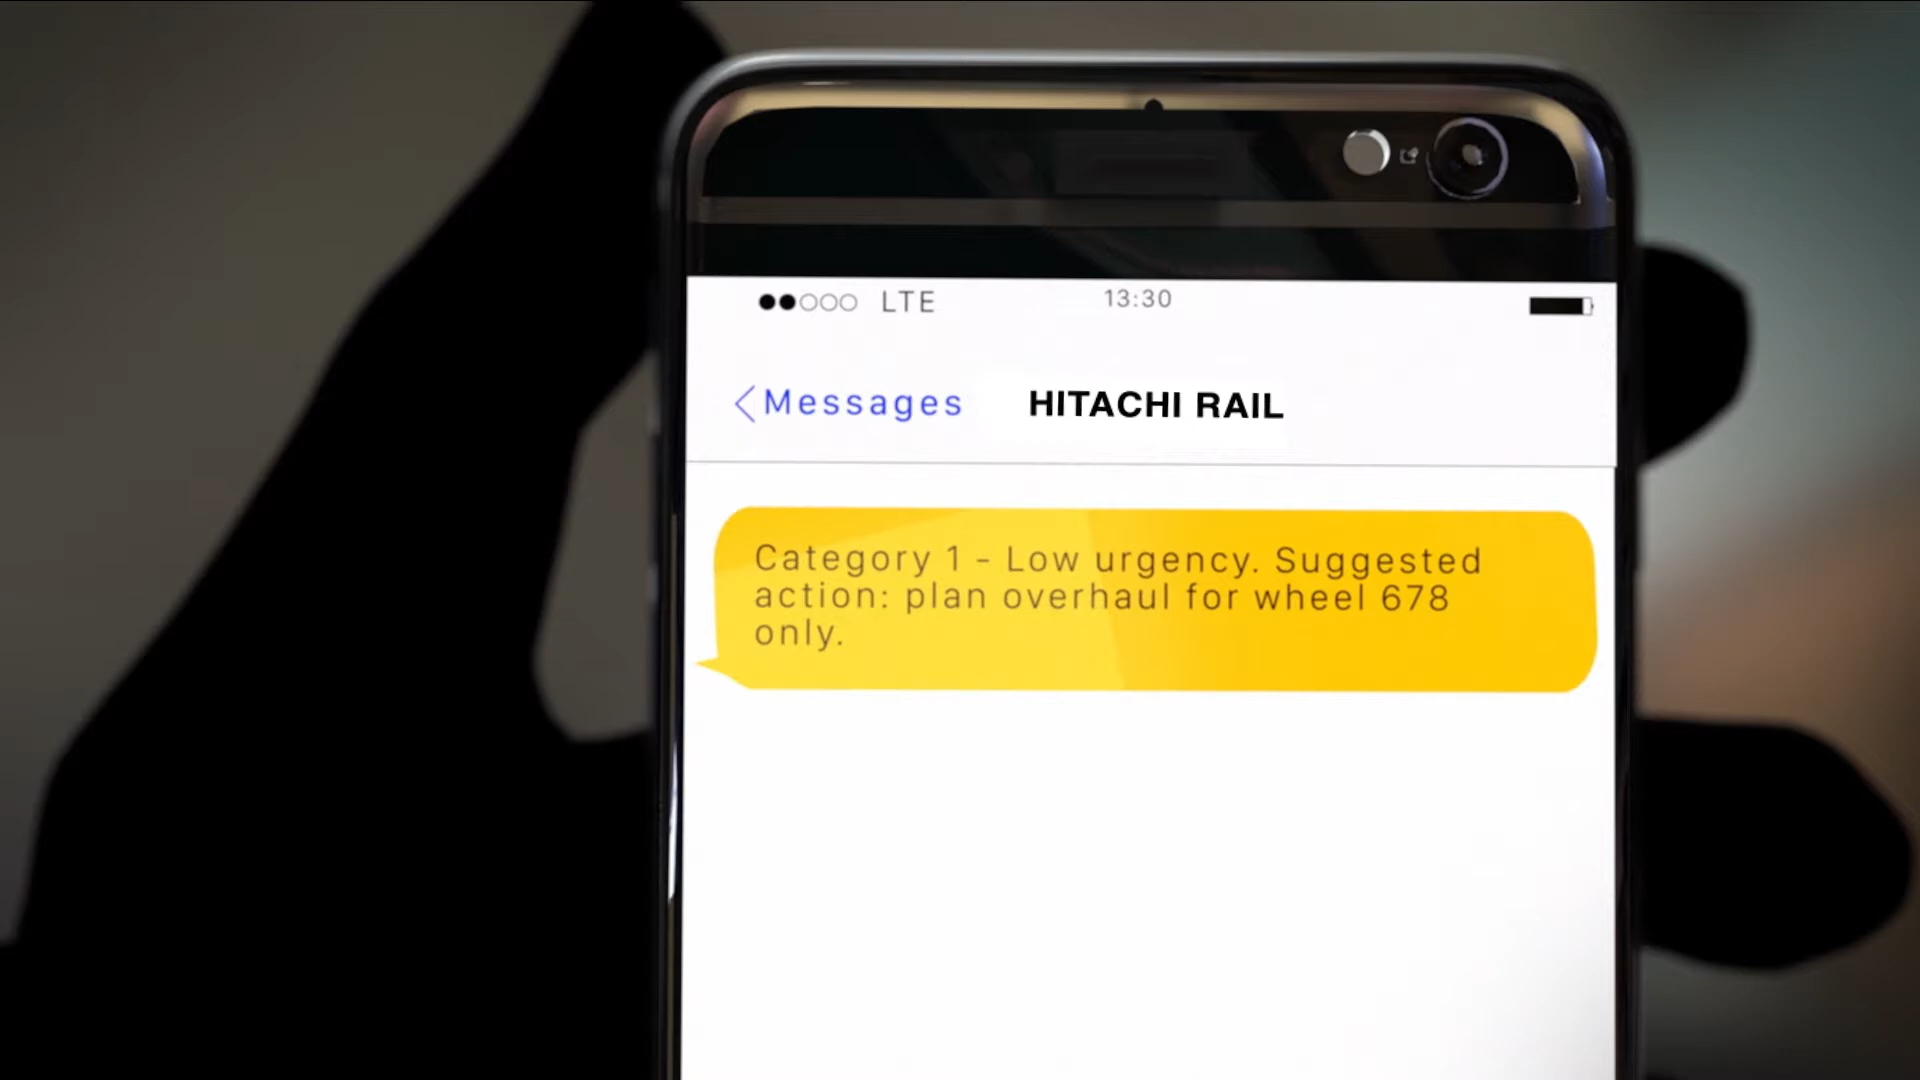 LTE
13:30
Messages
HITACHI RAIL
Category 1 - Low urgency. Suggested
action: plan overhaul for wheel 678
only.